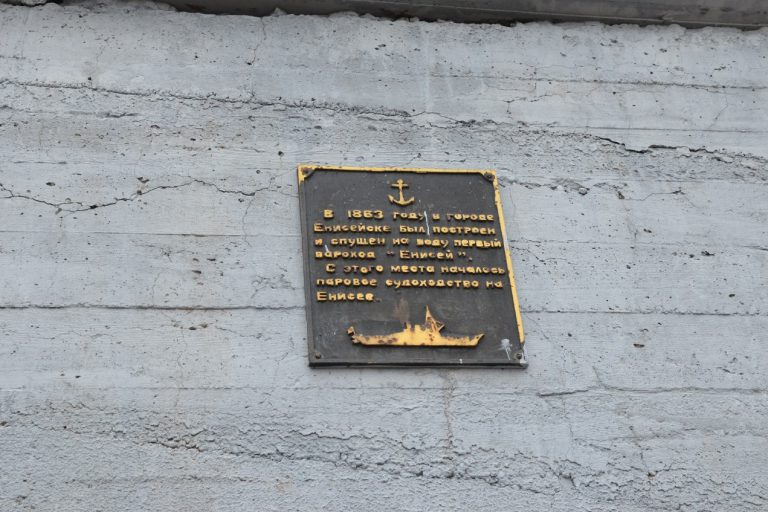 В 1863 году в городе
Енисейске был построен
и спущен на воду первый
пароход "Енисей".
С этого места началось
паровое судоходство на
Енисее.